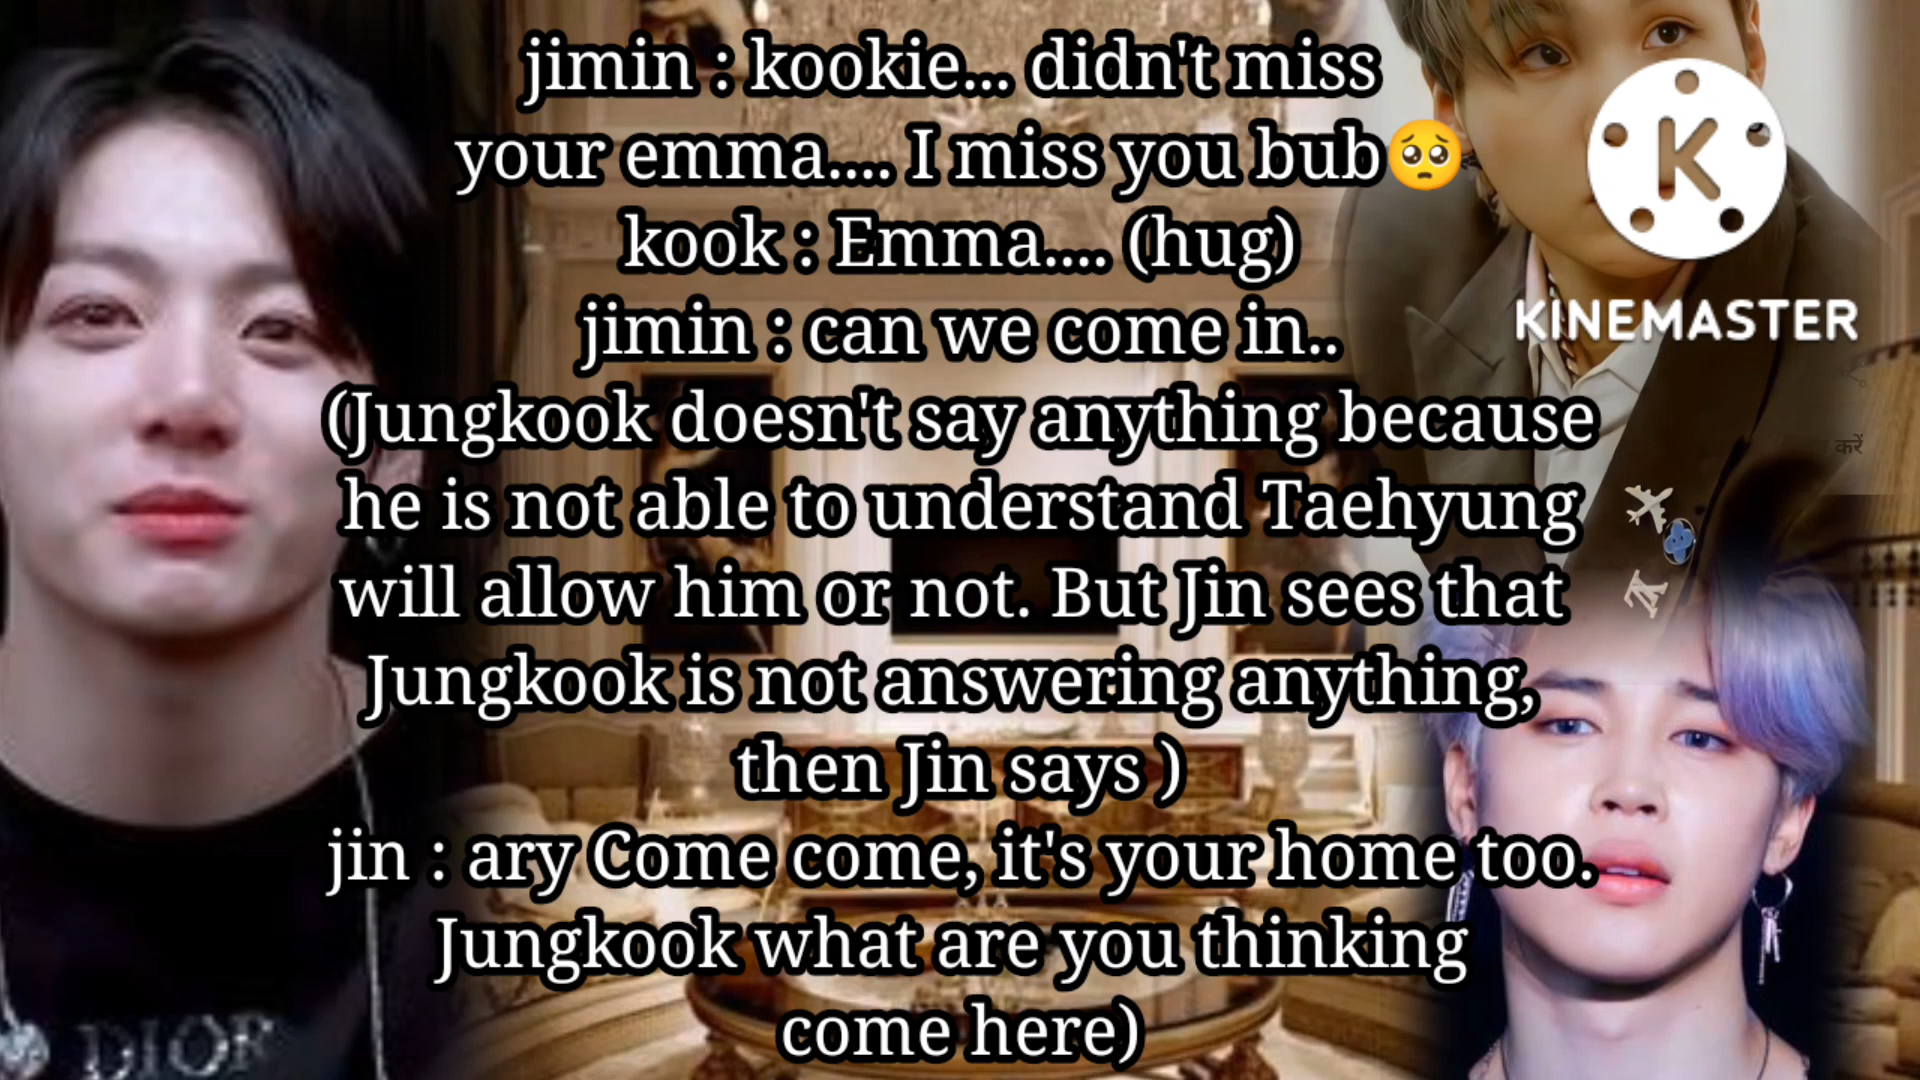 jimin : kookie... didn't miss
your emma.... I miss you bub🥺
kook : Emma.... (hug)
jimin : can we come in..
(Jungkook doesn't say anything because
he is not able to understand Taehyung
will allow him or not. But Jin sees that
Jungkook is not answering anything,
then Jin says )
jin : ary Come come, it's your home too.
Jungkook what are you thinking
come here)
K
KINEMASTER
करें
DIOR